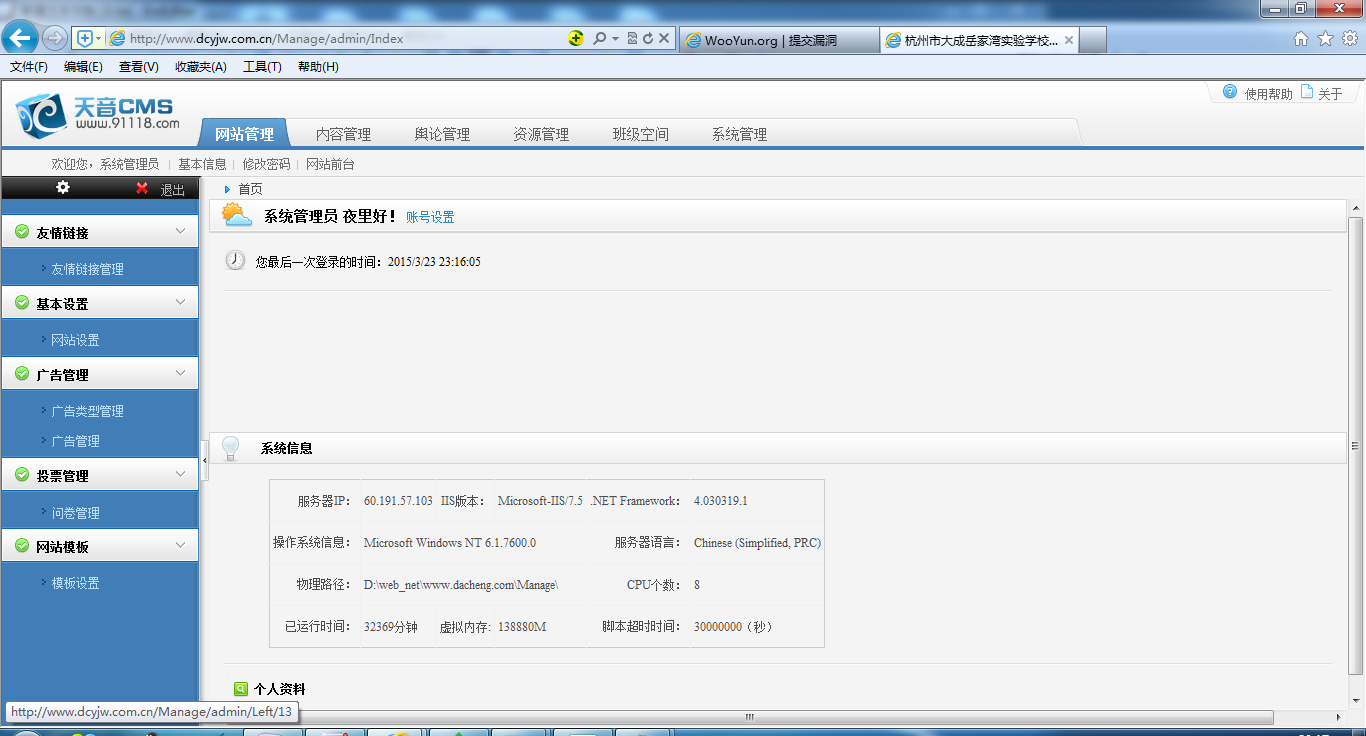 http://www.dcyjw.com.cn/Manage/admin/Index
WooYun.org | 提交漏洞
杭州市大成岳家湾实验学校...
文件(F) 编辑(E) 查看(V) 收藏夹(A) 工具(T) 帮助(H)
天音CMS
www.91118.com
使用帮助 关于
网站管理 内容管理 舆论管理 资源管理 班级空间 系统管理
欢迎您，系统管理员 | 基本信息 | 修改密码 | 网站前台
退出
首页
系统管理员 夜里好！ 账号设置
您最后一次登录的时间：2015/3/23 23:16:05
友情链接
友情链接管理
基本设置
网站设置
广告管理
广告类型管理
广告管理
投票管理
问卷管理
网站模板
模板设置
系统信息
服务器IP： 60.191.57.103 IIS版本： Microsoft-IIS/7.5 .NET Framework： 4.030319.1
操作系统信息： Microsoft Windows NT 6.1.7600.0 服务器语言： Chinese (Simplified, PRC)
物理路径： D:\web_net\www.dacheng.com\Manage\ CPU个数： 8
已运行时间： 32369分钟 虚拟内存: 138880M 脚本超时时间： 30000000（秒）
个人资料
http://www.dcyjw.com.cn/Manage/admin/Left/13